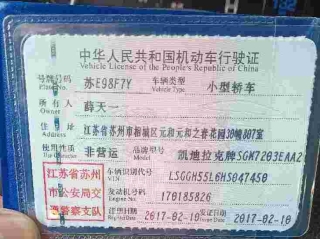 中华人民共和国机动车行驶证
Vehicle License of the People's Republic of China
号牌号码 Plate No. 苏E98F7Y 车辆类型 Vehicle Type 小型轿车
所有人 Owner 薛天一
住址 Address 江苏省苏州市相城区元和元和之春花园30幢807室
使用性质 Use Character 非营运 品牌型号 Model 凯迪拉克牌SGM7203EAA2
江苏省苏州 车辆识别代号 VIN LSGGH55L6HS047450
市公安局交 发动机号码 Engine No. 170185826
通警察支队 注册日期 Register Date 2017-02-10 发证日期 Issue Date 2017-02-10